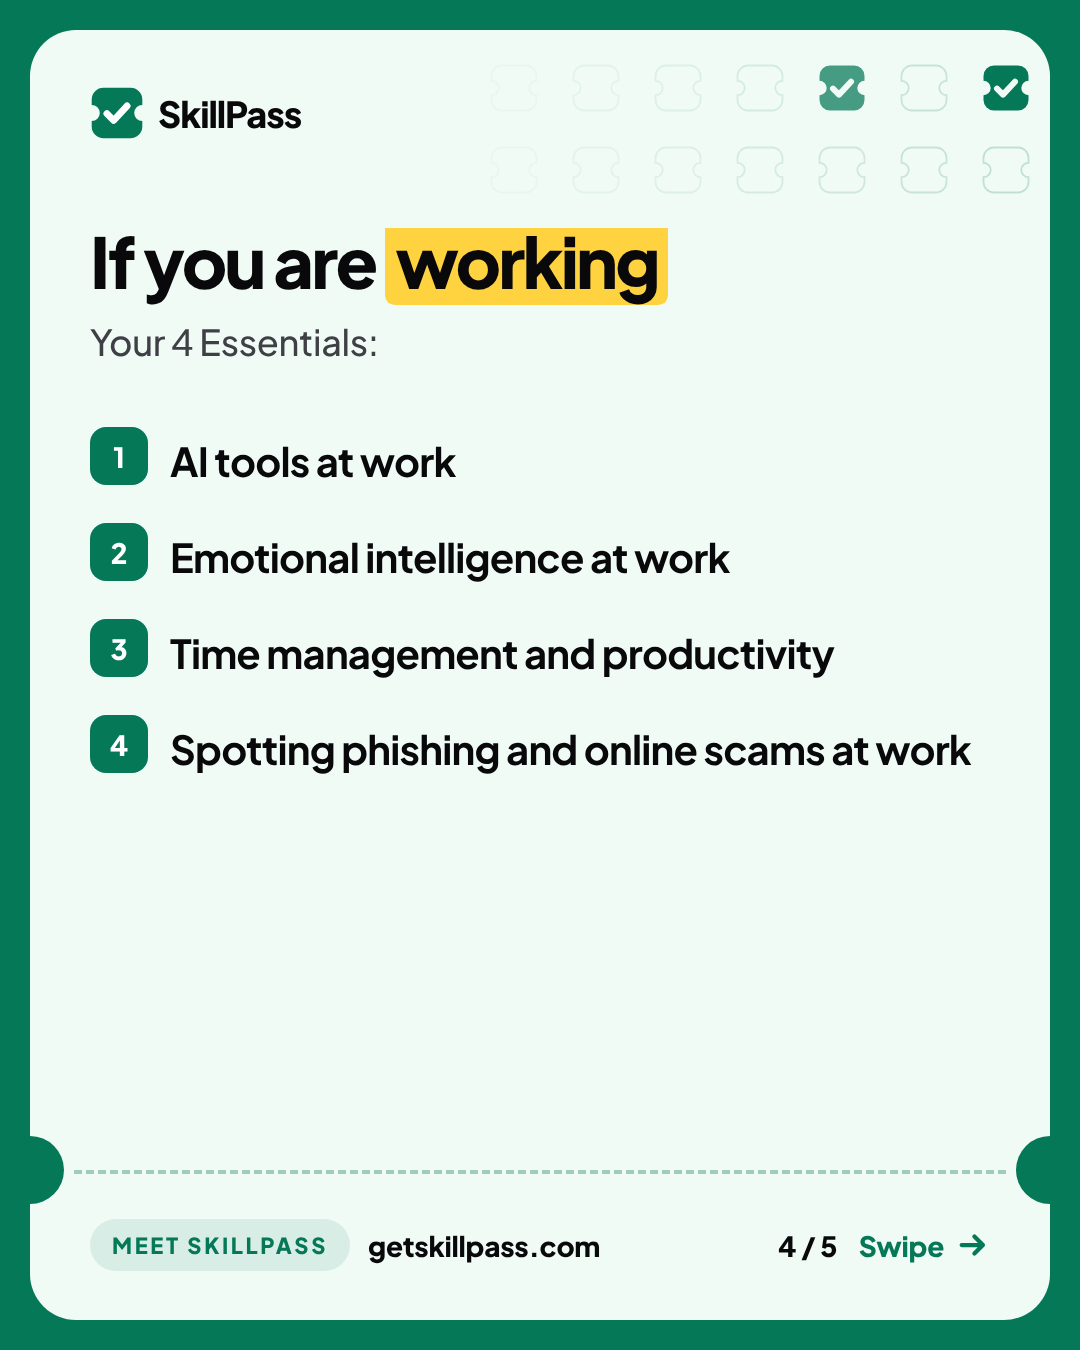 SkillPass
If you are working
Your 4 Essentials:
1 AI tools at work
2 Emotional intelligence at work
3 Time management and productivity
4 Spotting phishing and online scams at work
MEET SKILLPASS getskillpass.com 4 / 5 Swipe →